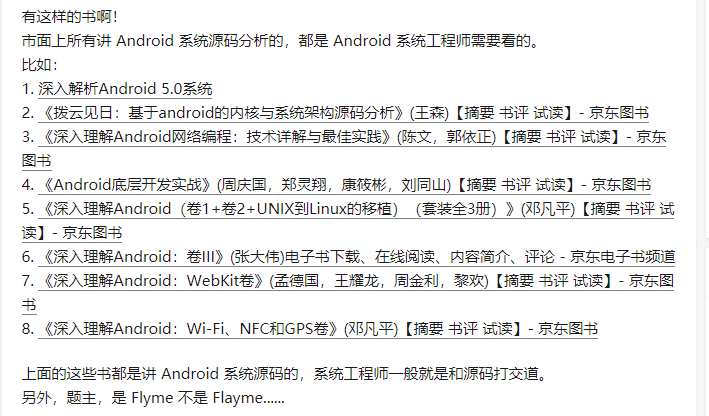 有这样的书啊！
市面上所有讲 Android 系统源码分析的，都是 Android 系统工程师需要看的。
比如：
1. 深入解析Android 5.0系统
2. 《拨云见日：基于android的内核与系统架构源码分析》(王森)【摘要 书评 试读】- 京东图书
3. 《深入理解Android网络编程：技术详解与最佳实践》(陈文，郭依正)【摘要 书评 试读】- 京东
图书
4. 《Android底层开发实战》(周庆国，郑灵翔，康筱彬，刘同山)【摘要 书评 试读】- 京东图书
5. 《深入理解Android（卷1+卷2+UNIX到Linux的移植）（套装全3册）》(邓凡平)【摘要 书评 试
读】- 京东图书
6. 《深入理解Android：卷III》(张大伟)电子书下载、在线阅读、内容简介、评论 - 京东电子书频道
7. 《深入理解Android：WebKit卷》(孟德国，王耀龙，周金利，黎欢)【摘要 书评 试读】- 京东图
书
8. 《深入理解Android：Wi-Fi、NFC和GPS卷》(邓凡平)【摘要 书评 试读】- 京东图书
上面的这些书都是讲 Android 系统源码的，系统工程师一般就是和源码打交道。
另外，题主，是 Flyme 不是 Flayme......